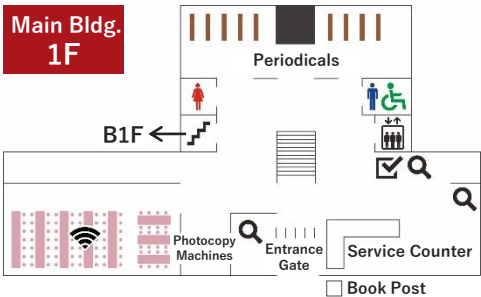 Main Bldg.
1F
Periodicals
B1F
Photocopy
Machines
Entrance
Gate
Service Counter
Book Post